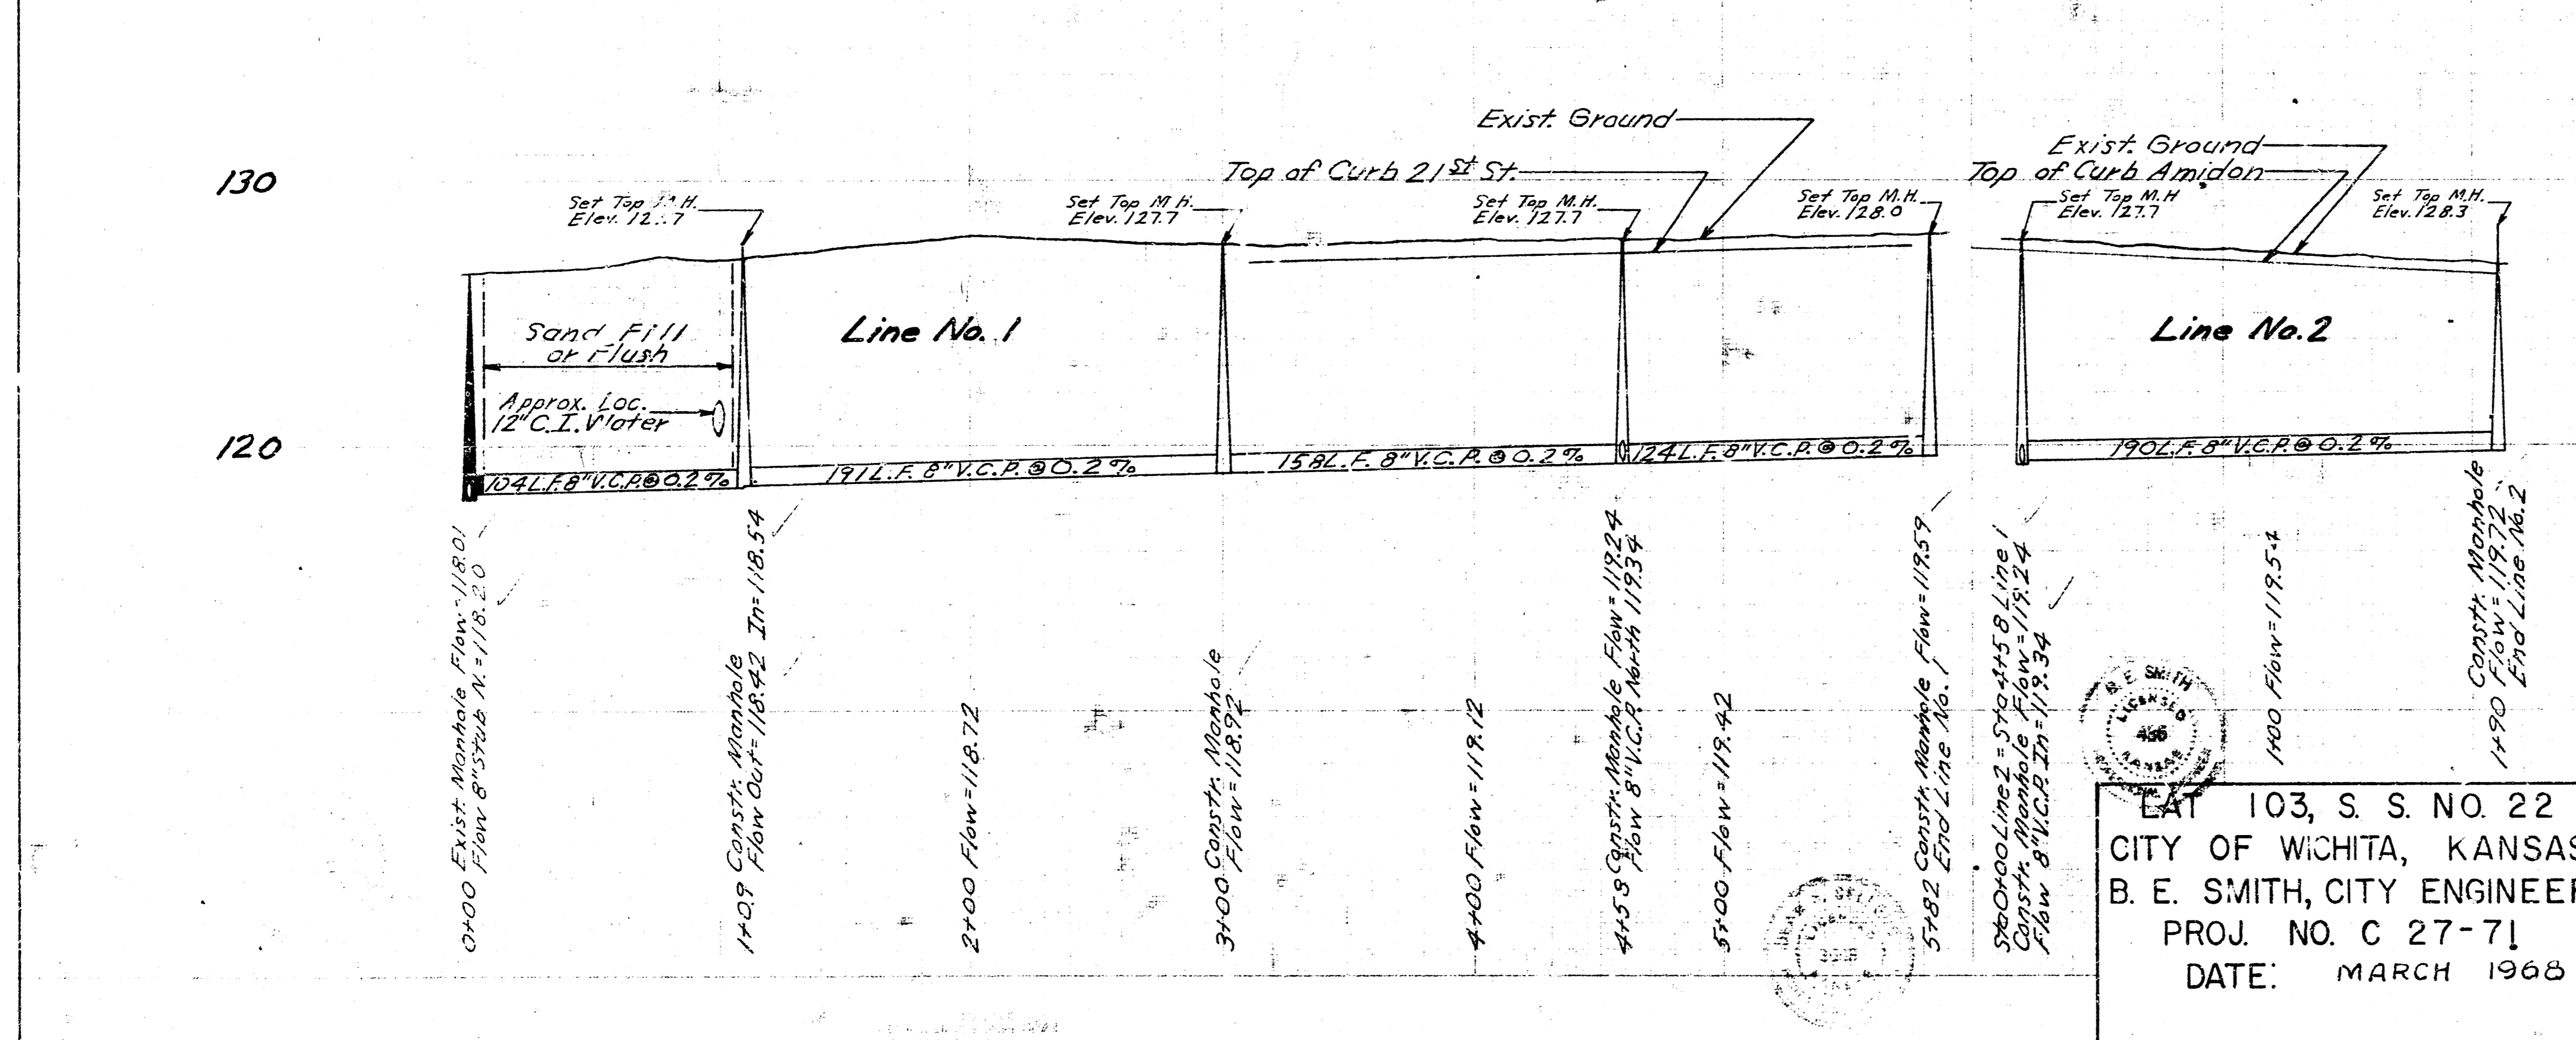 130
120
Exist. Ground
Top of Curb 21st St.
Exist. Ground
Top of Curb Amidon
Set Top M.H.
Elev.
Set Top M.H.
Elev. 127.7
Set Top M.H.
Elev. 127.7
Set Top M.H.
Elev. 128.0
Set Top M.H
Elev. 127.7
Set Top M.H.
Elev. 128.3
Sand Fill
or Flush
Approx. Loc.
12" C.I. Water
Line No. 1
Line No. 2
104 L.F. 8" V.C.P. @ 0.2%
191 L.F. 8" V.C.P. @ 0.2%
158 L.F. 8" V.C.P. @ 0.2%
124 L.F. 8" V.C.P. @ 0.2%
190 L.F. 8" V.C.P. @ 0.2%
0+00 Exist. Manhole Flow=118.01
Flow 8" Stub N.=118.20
1+09 Constr. Manhole
Flow Out=118.42 In=118.54
2+00 Flow=118.72
3+00 Constr. Manhole
Flow=118.92
4+00 Flow=119.12
4+58 Constr. Manhole Flow=119.24
Flow 8" V.C.P. North 119.34
5+00 Flow=119.42
5+82 Constr. Manhole Flow=119.59
End Line No. 1
Sta 0+00 Line 2 = Sta 4+58 Line 1
Constr. Manhole Flow=119.24
Flow 8" V.C.P. In=119.34
1+00 Flow=119.54
1+90 Constr. Manhole
Flow=119.72
End Line No. 2
B. E. SMITH
LICENSED
456
KANSAS
LAT 103, S. S. NO. 22
CITY OF WICHITA, KANSAS
B. E. SMITH, CITY ENGINEER
PROJ. NO. C 27-71
DATE: MARCH 1968